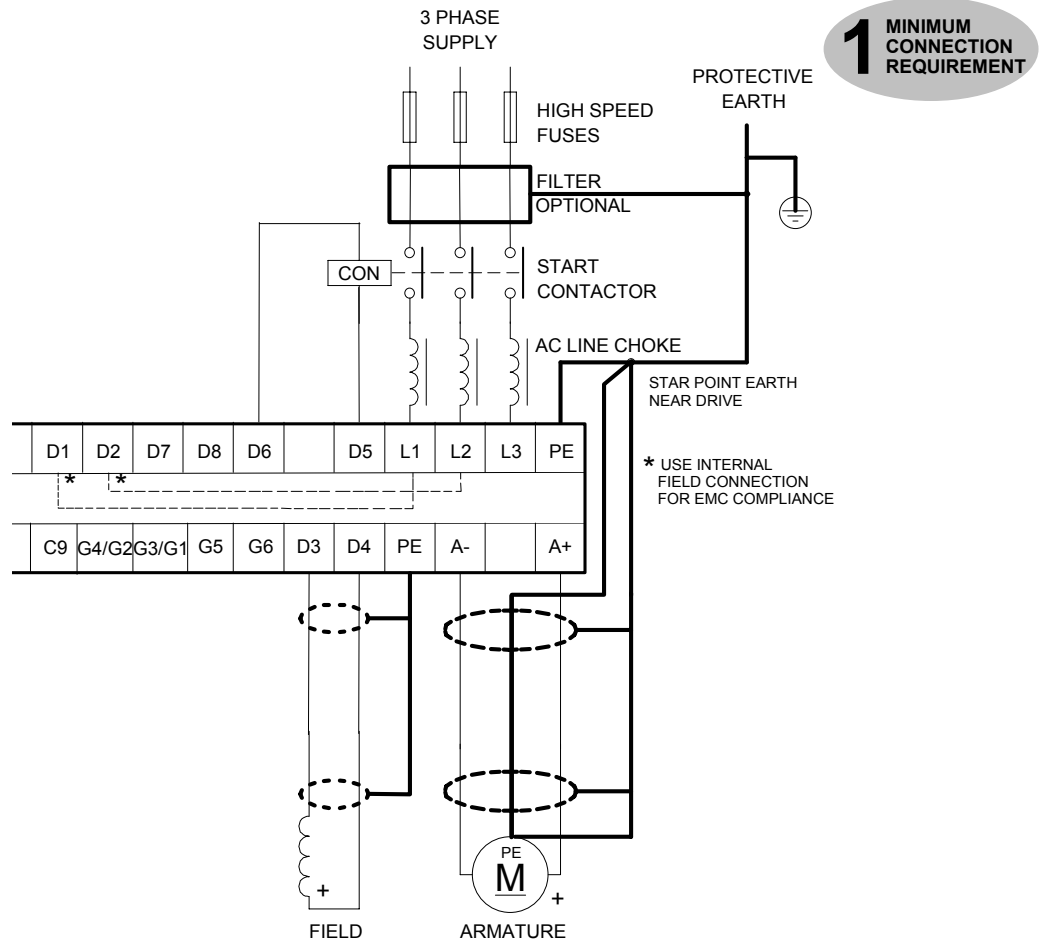 3 PHASE
SUPPLY
1 MINIMUM
CONNECTION
REQUIREMENT
PROTECTIVE
EARTH
HIGH SPEED
FUSES
FILTER
OPTIONAL
CON
START
CONTACTOR
AC LINE CHOKE
STAR POINT EARTH
NEAR DRIVE
D1 D2 D7 D8 D6 D5 L1 L2 L3 PE
* *
* USE INTERNAL
FIELD CONNECTION
FOR EMC COMPLIANCE
C9 G4/G2 G3/G1 G5 G6 D3 D4 PE A- A+
PE
M
+ +
FIELD ARMATURE